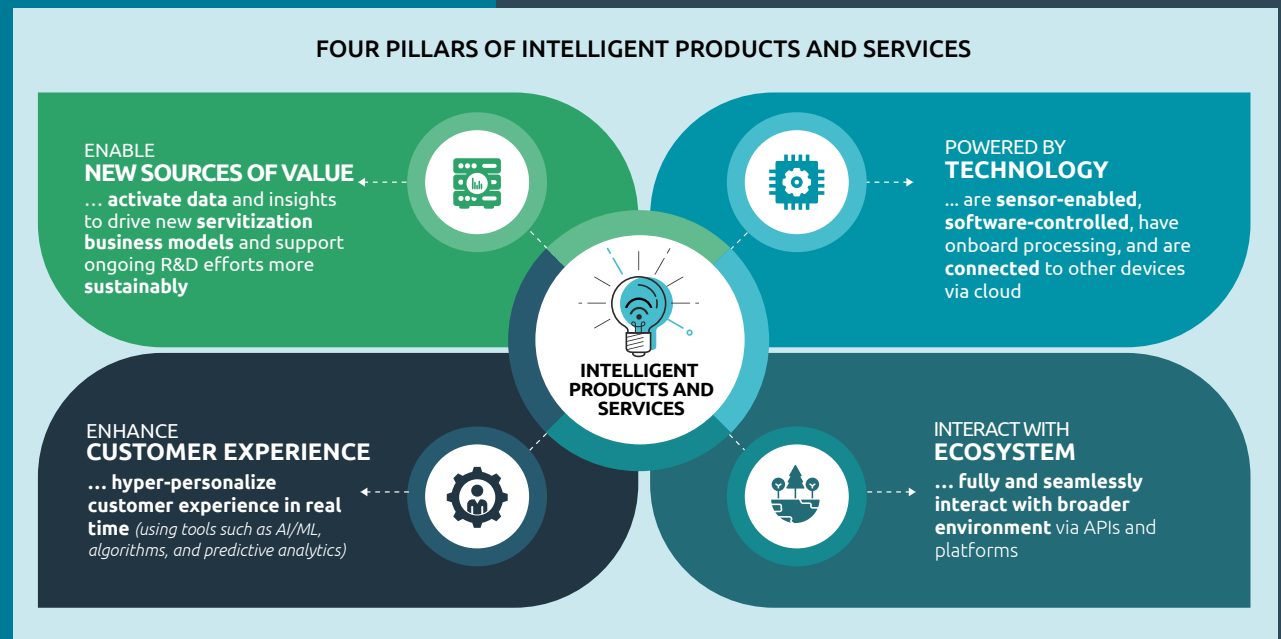 FOUR PILLARS OF INTELLIGENT PRODUCTS AND SERVICES
ENABLE
NEW SOURCES OF VALUE
... activate data and insights
to drive new servitization
business models and support
ongoing R&D efforts more
sustainably
POWERED BY
TECHNOLOGY
... are sensor-enabled,
software-controlled, have
onboard processing, and are
connected to other devices
via cloud
INTELLIGENT
PRODUCTS AND
SERVICES
ENHANCE
CUSTOMER EXPERIENCE
... hyper-personalize
customer experience in real
time (using tools such as AI/ML,
algorithms, and predictive analytics)
INTERACT WITH
ECOSYSTEM
... fully and seamlessly
interact with broader
environment via APIs and
platforms